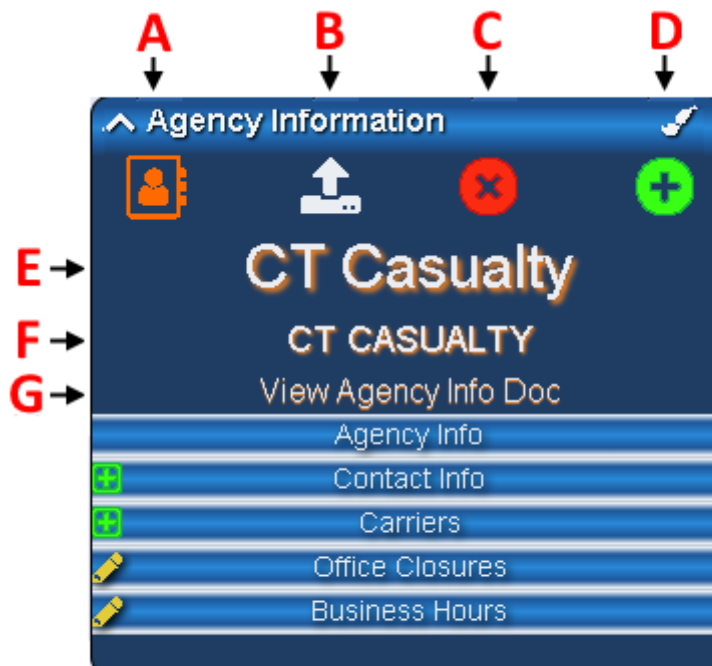 A B C D
Agency Information
E CT Casualty
F CT CASUALTY
G View Agency Info Doc
Agency Info
Contact Info
Carriers
Office Closures
Business Hours